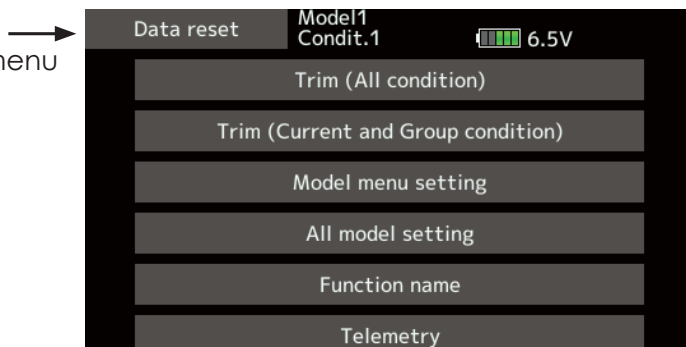 Data reset
Model1
Condit.1
6.5V
Trim (All condition)
Trim (Current and Group condition)
Model menu setting
All model setting
Function name
Telemetry